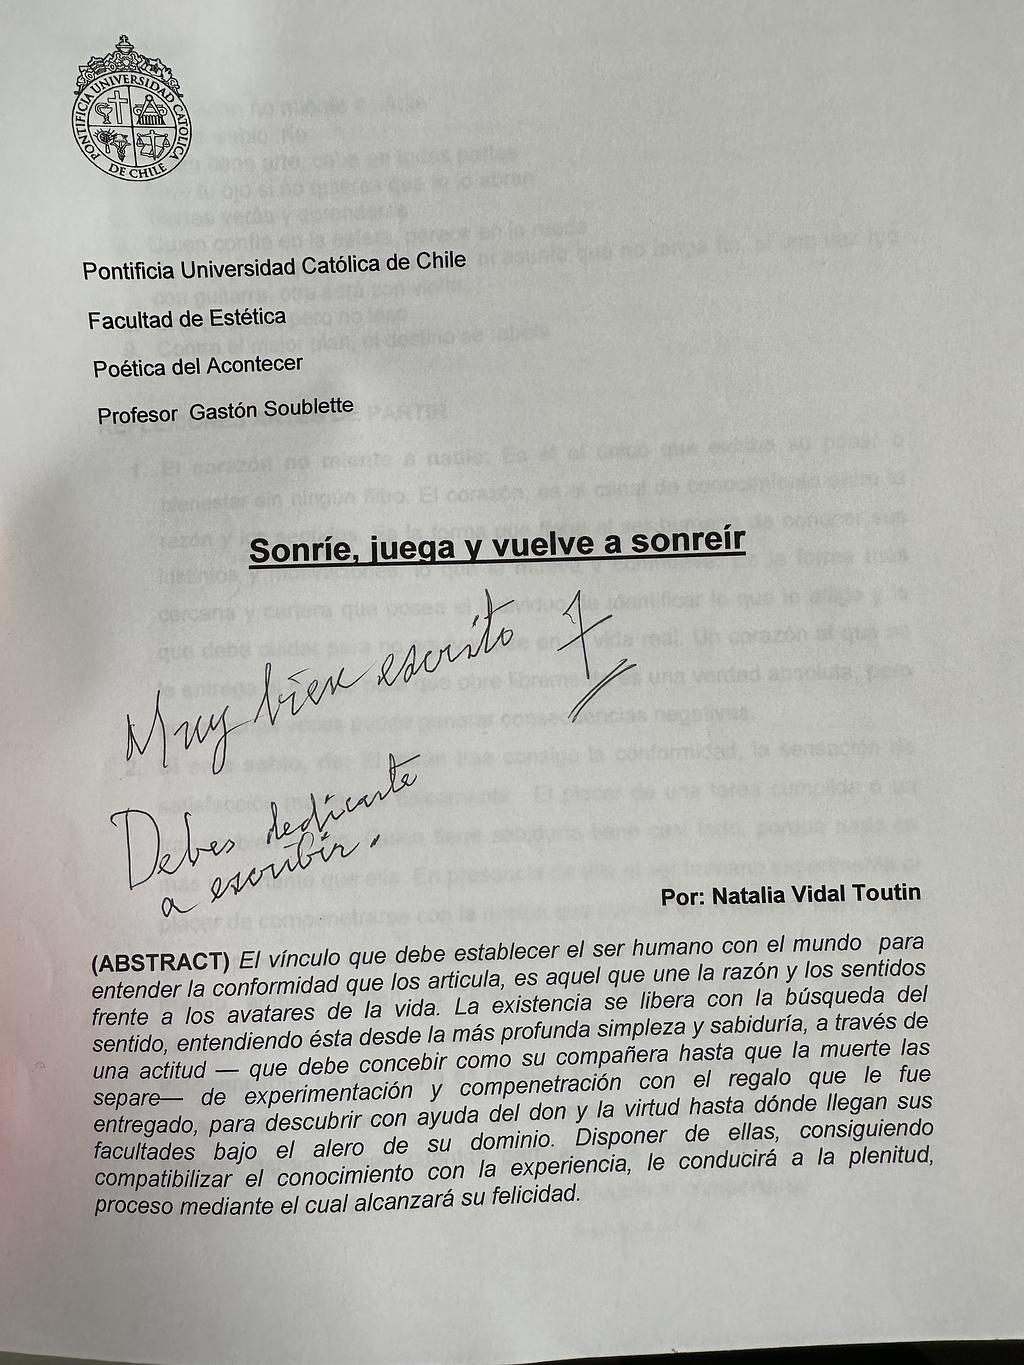 PONTIFICIA UNIVERSIDAD CATOLICA
DE CHILE
Pontificia Universidad Católica de Chile
Facultad de Estética
Poética del Acontecer
Profesor Gastón Soublette
Sonríe, juega y vuelve a sonreír
Muy bien escrito 7
Debes dedicarte
a escribir.
Por: Natalia Vidal Toutin
(ABSTRACT) El vínculo que debe establecer el ser humano con el mundo para
entender la conformidad que los articula, es aquel que une la razón y los sentidos
frente a los avatares de la vida. La existencia se libera con la búsqueda del
sentido, entendiendo ésta desde la más profunda simpleza y sabiduría, a través de
una actitud — que debe concebir como su compañera hasta que la muerte las
separe— de experimentación y compenetración con el regalo que le fue
entregado, para descubrir con ayuda del don y la virtud hasta dónde llegan sus
facultades bajo el alero de su dominio. Disponer de ellas, consiguiendo
compatibilizar el conocimiento con la experiencia, le conducirá a la plenitud,
proceso mediante el cual alcanzará su felicidad.